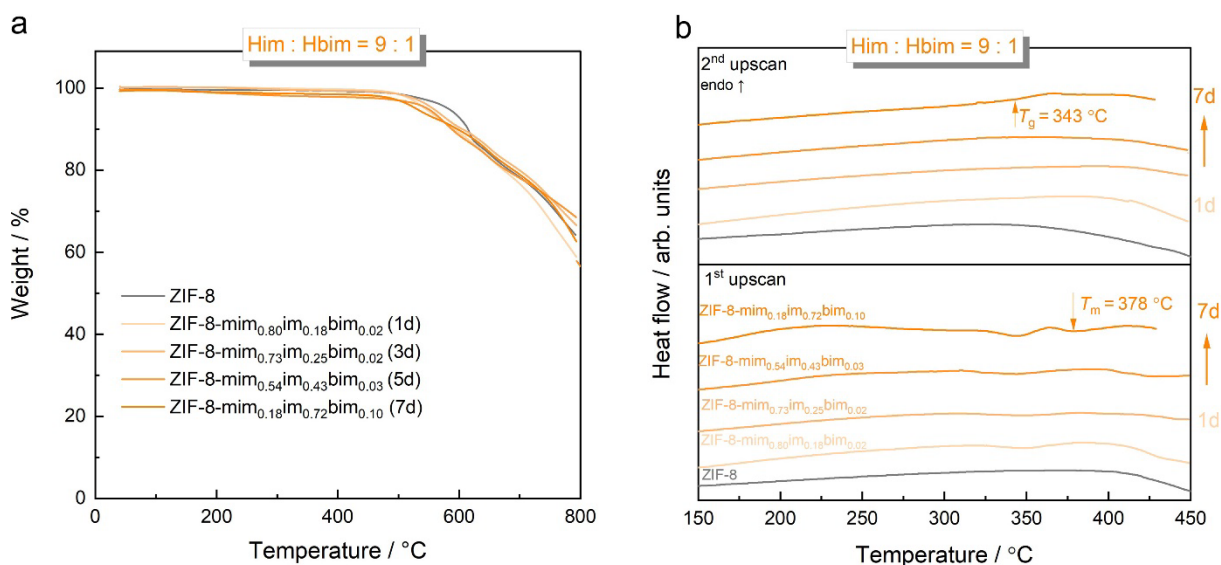 a
Him : Hbim = 9 : 1
100
80
60
40
20
0
Weight / %
ZIF-8
ZIF-8-mim0.80im0.18bim0.02 (1d)
ZIF-8-mim0.73im0.25bim0.02 (3d)
ZIF-8-mim0.54im0.43bim0.03 (5d)
ZIF-8-mim0.18im0.72bim0.10 (7d)
0 200 400 600 800
Temperature / °C
b
Him : Hbim = 9 : 1
2nd upscan
endo ↑
7d
Tg = 343 °C
1d
Heat flow / arb. units
1st upscan
Tm = 378 °C
7d
ZIF-8-mim0.18im0.72bim0.10
ZIF-8-mim0.54im0.43bim0.03
ZIF-8-mim0.73im0.25bim0.02
1d
ZIF-8-mim0.80im0.18bim0.02
ZIF-8
150 200 250 300 350 400 450
Temperature / °C